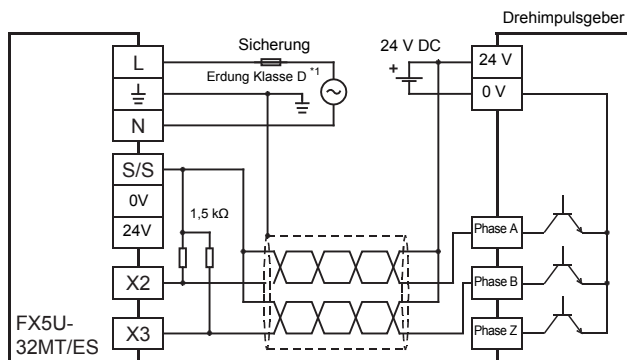 Drehimpulsgeber
L
Sicherung
24 V DC
24 V
Erdung Klasse D *1
+
0 V
N
S/S
0V
1,5 kΩ
24V
Phase A
X2
Phase B
X3
Phase Z
FX5U-
32MT/ES